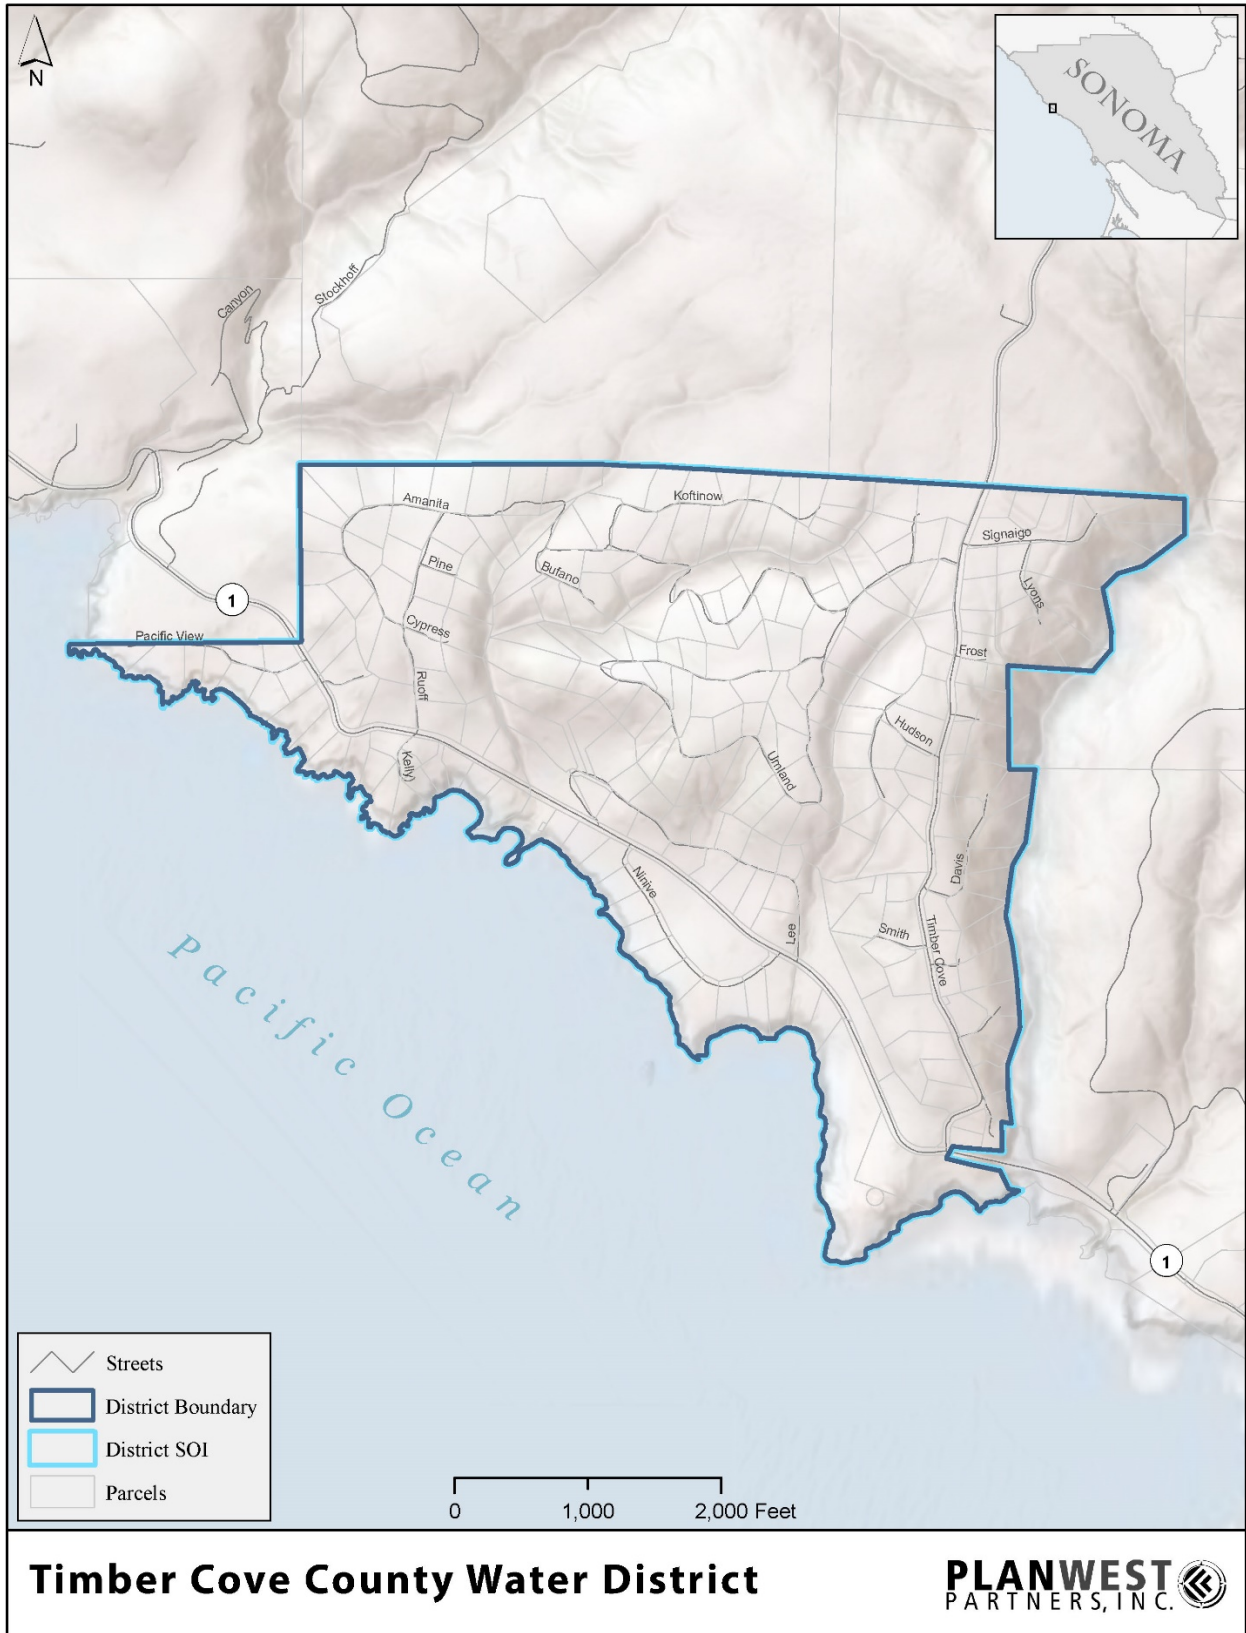 N
SONOMA
Canyon
Stockhoff
Amanita
Koftinow
Signaigo
Pine
Bufano
Lyons
1
Cypress
Pacific View
Frost
Ruoff
Hudson
Kelly
Umland
Davis
Ninive
Lee
Smith
Timber Cove
Pacific Ocean
1
Streets
District Boundary
District SOI
Parcels
0 1,000 2,000 Feet
Timber Cove County Water District
PLANWEST
PARTNERS, INC.